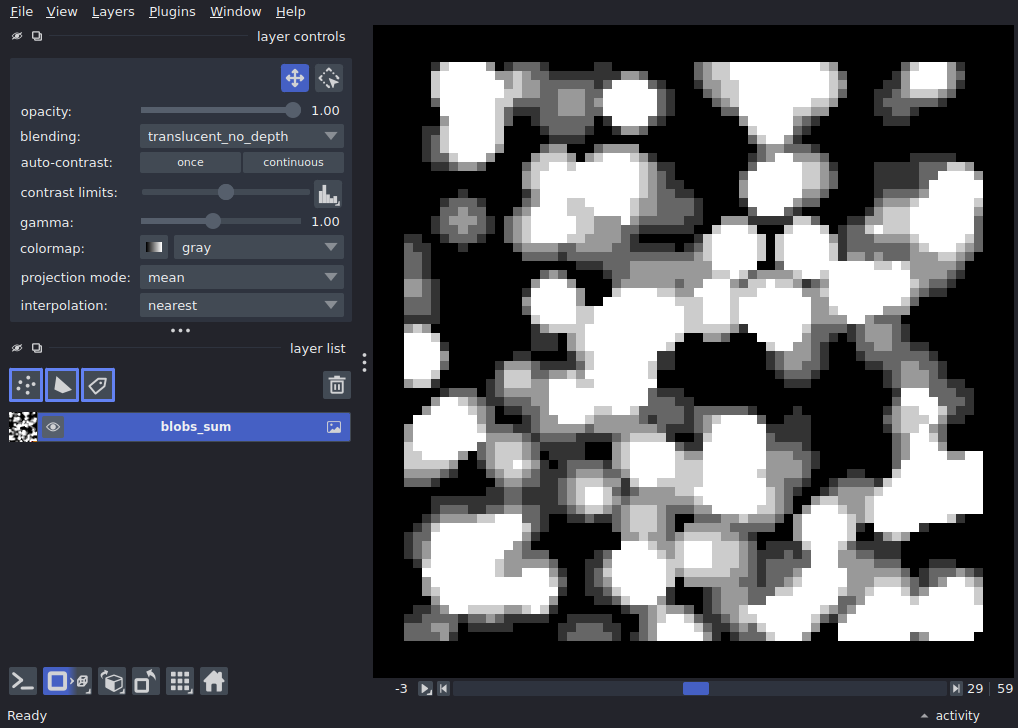 File View Layers Plugins Window Help
layer controls
opacity: 1.00
blending: translucent_no_depth
auto-contrast: once continuous
contrast limits:
gamma: 1.00
colormap: gray
projection mode: mean
interpolation: nearest
layer list
blobs_sum
-3 29 59
Ready activity